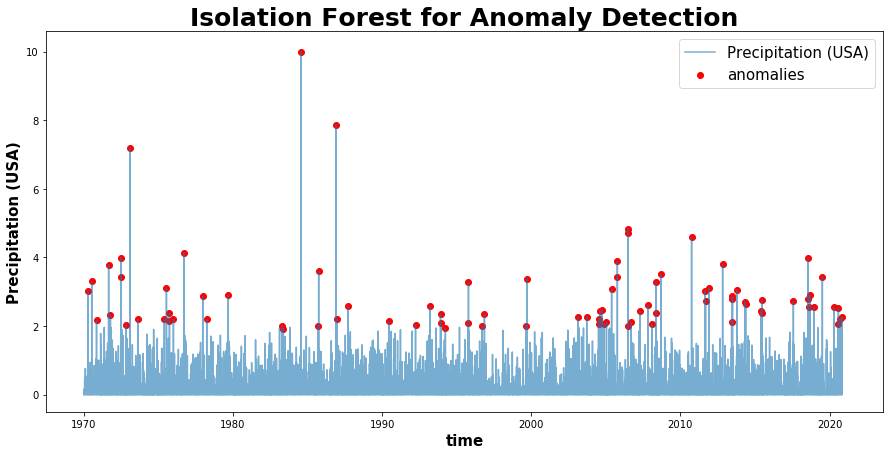 Isolation Forest for Anomaly Detection
Precipitation (USA)
anomalies
Precipitation (USA)
10
8
6
4
2
0
1970 1980 1990 2000 2010 2020
time